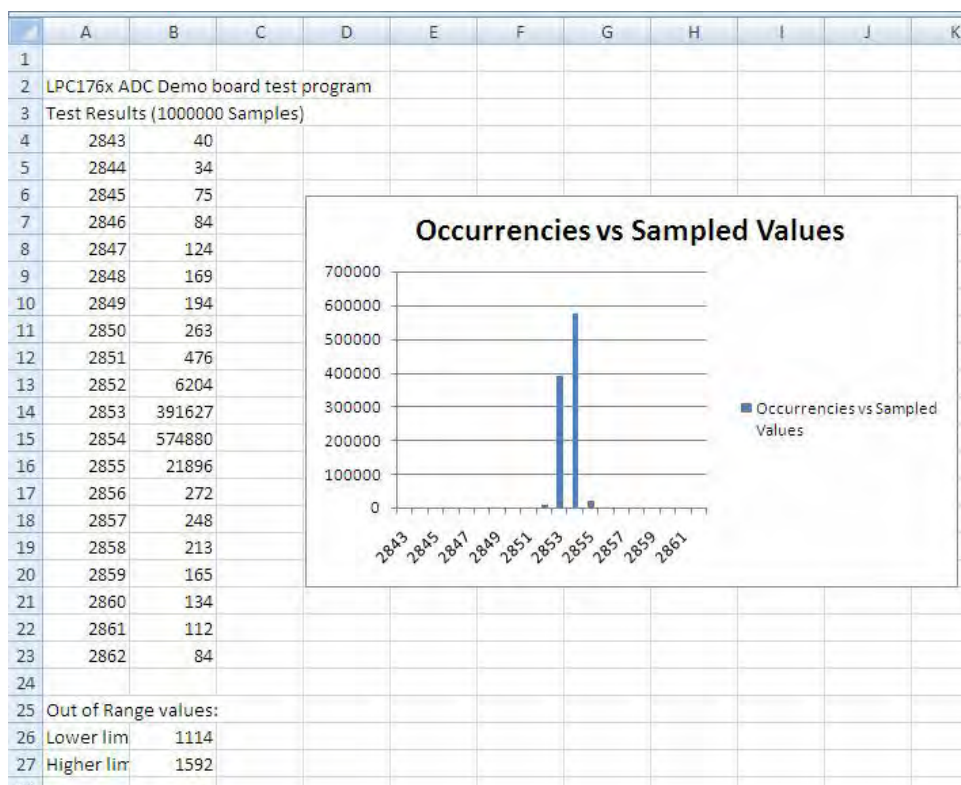 A B C D E F G H I J K
1
2 LPC176x ADC Demo board test program
3 Test Results (1000000 Samples)
4 2843 40
5 2844 34
6 2845 75
7 2846 84
8 2847 124
9 2848 169
10 2849 194
11 2850 263
12 2851 476
13 2852 6204
14 2853 391627
15 2854 574880
16 2855 21896
17 2856 272
18 2857 248
19 2858 213
20 2859 165
21 2860 134
22 2861 112
23 2862 84
24
25 Out of Range values:
26 Lower lim 1114
27 Higher lim 1592
Occurrencies vs Sampled Values
700000
600000
500000
400000
300000
200000
100000
0
2843 2845 2847 2849 2851 2853 2855 2857 2859 2861
Occurrencies vs Sampled
Values